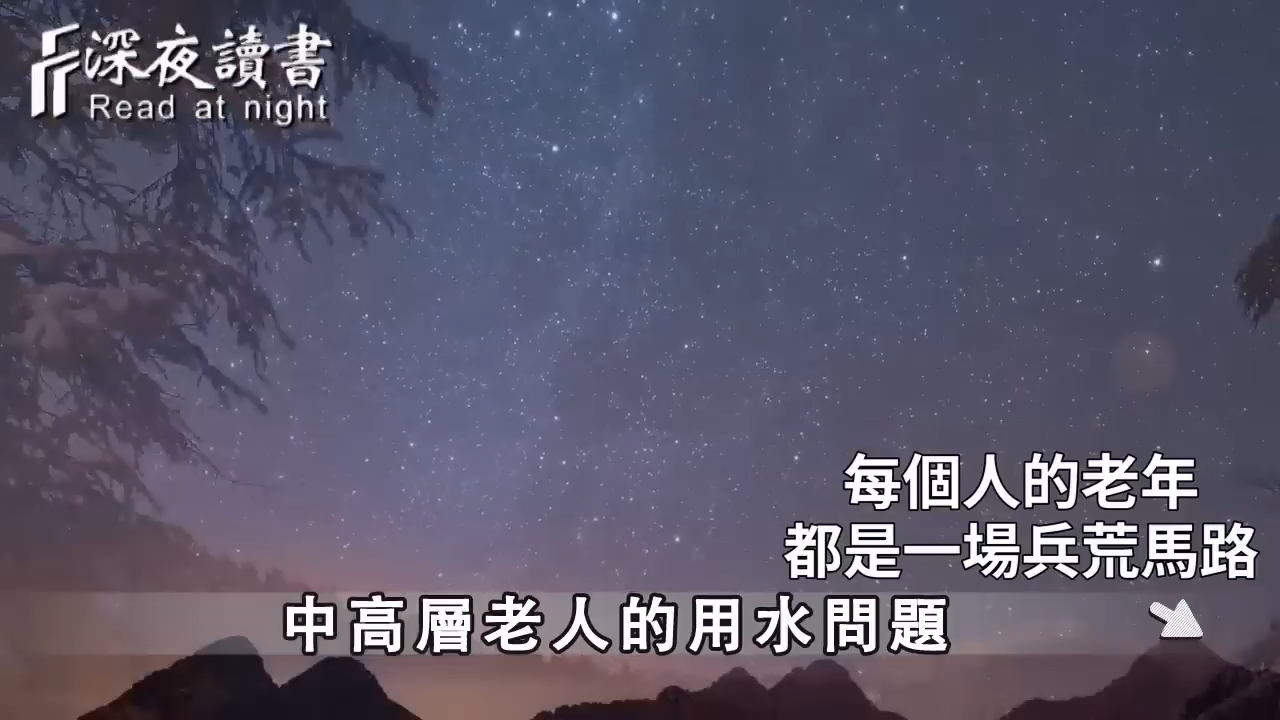 深夜讀書
Read at night
每個人的老年
都是一場兵荒馬路
中高層老人的用水問題